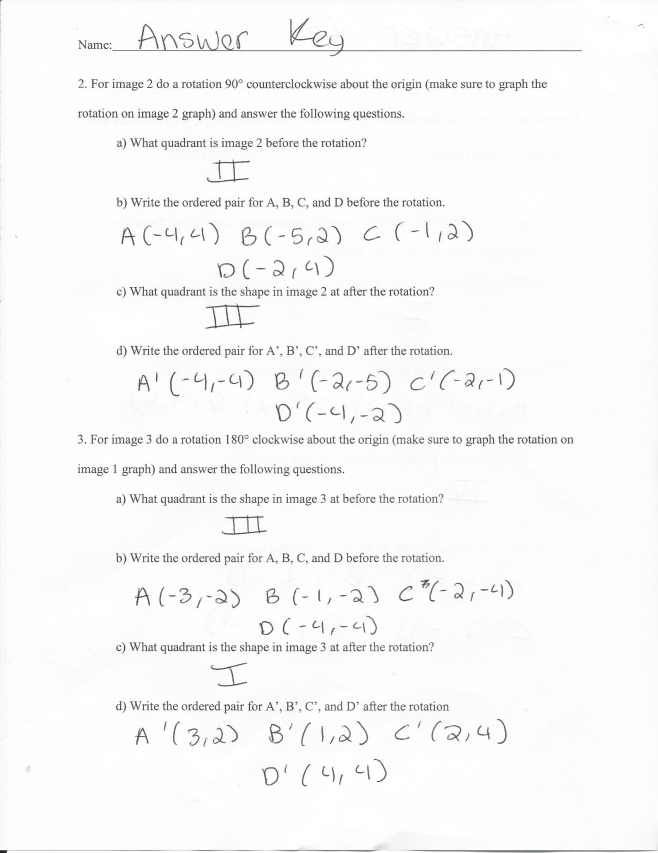 Name: Answer Key
2. For image 2 do a rotation 90° counterclockwise about the origin (make sure to graph the
rotation on image 2 graph) and answer the following questions.
a) What quadrant is image 2 before the rotation?
II
b) Write the ordered pair for A, B, C, and D before the rotation.
A (-4,4) B (-5,2) C (-1,2)
D (-2,4)
c) What quadrant is the shape in image 2 at after the rotation?
III
d) Write the ordered pair for A’, B’, C’, and D’ after the rotation.
A' (-4,-4) B' (-2,-5) C' (-2,-1)
D' (-4,-2)
3. For image 3 do a rotation 180° clockwise about the origin (make sure to graph the rotation on
image 1 graph) and answer the following questions.
a) What quadrant is the shape in image 3 at before the rotation?
III
b) Write the ordered pair for A, B, C, and D before the rotation.
A (-3,-2) B (-1,-2) C (-2,-4)
D (-4,-4)
c) What quadrant is the shape in image 3 at after the rotation?
I
d) Write the ordered pair for A’, B’, C’, and D’ after the rotation
A' (3,2) B' (1,2) C' (2,4)
D' (4,4)